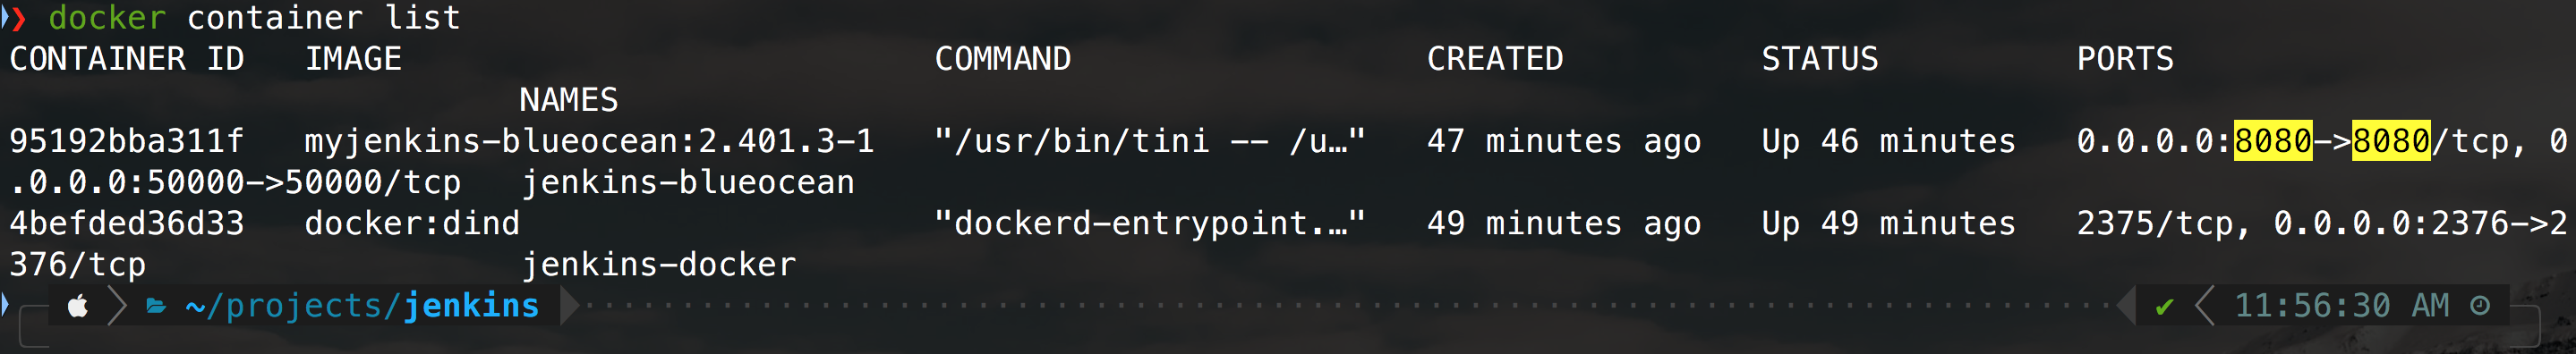 ❯ docker container list
CONTAINER ID   IMAGE                           COMMAND                  CREATED          STATUS          PORTS
                          NAMES
95192bba311f   myjenkins-blueocean:2.401.3-1   "/usr/bin/tini -- /u…"   47 minutes ago   Up 46 minutes   0.0.0.0:8080->8080/tcp, 0
.0.0.0:50000->50000/tcp   jenkins-blueocean
4befded36d33   docker:dind                     "dockerd-entrypoint.…"   49 minutes ago   Up 49 minutes   2375/tcp, 0.0.0.0:2376->2
376/tcp                   jenkins-docker
~/projects/jenkins ✔ 11:56:30 AM